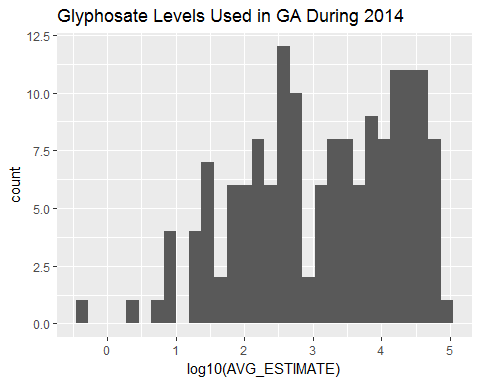 Glyphosate Levels Used in GA During 2014
12.5
10.0
7.5
5.0
2.5
0.0
count
0 1 2 3 4 5
log10(AVG_ESTIMATE)